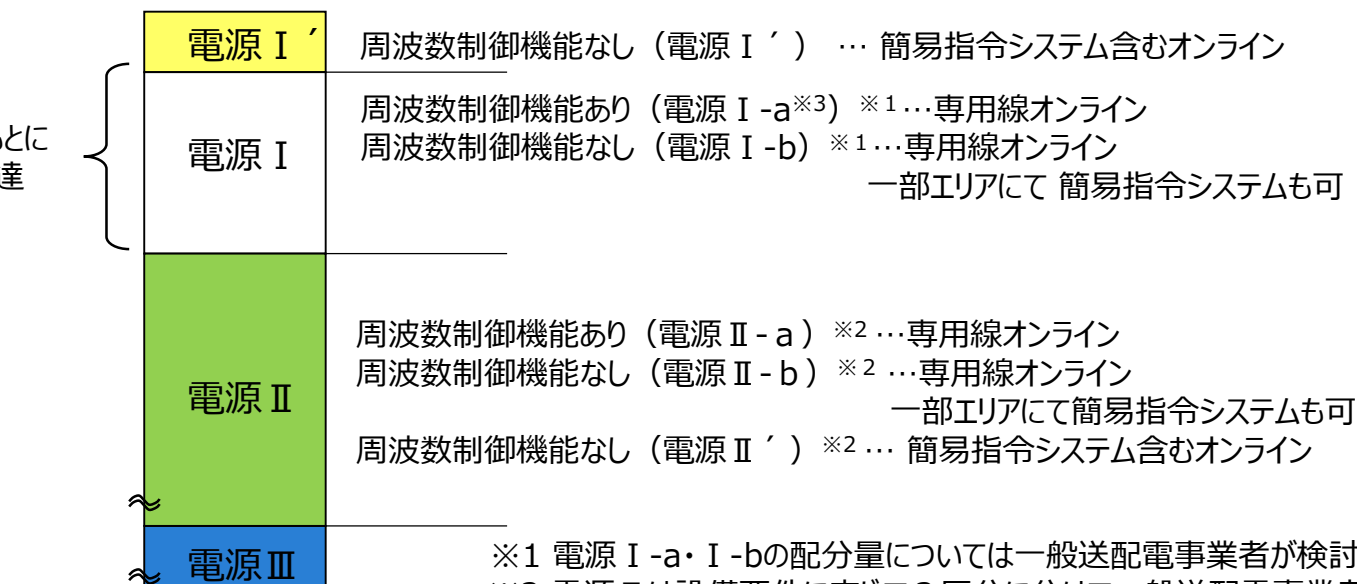 電源Ⅰ´
周波数制御機能なし（電源Ⅰ´） … 簡易指令システム含むオンライン
とに
達
電源Ⅰ
周波数制御機能あり（電源Ⅰ-a※3）※1…専用線オンライン
周波数制御機能なし（電源Ⅰ-b）※1…専用線オンライン
一部エリアにて 簡易指令システムも可
電源Ⅱ
周波数制御機能あり（電源Ⅱ-a）※2…専用線オンライン
周波数制御機能なし（電源Ⅱ-b）※2…専用線オンライン
一部エリアにて簡易指令システムも可
周波数制御機能なし（電源Ⅱ´）※2… 簡易指令システム含むオンライン
電源Ⅲ
※1 電源Ⅰ-a・Ⅰ-bの配分量については一般送配電事業者が検討